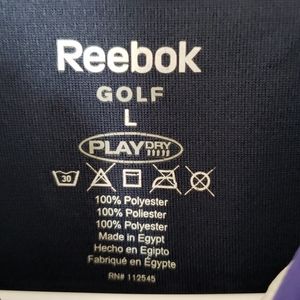 Reebok
GOLF
L
PLAYDRY
30
100% Polyester
100% Poliester
100% Polyester
Made in Egypt
Hecho en Egipto
Fabriqué en Égypte
RN# 112545